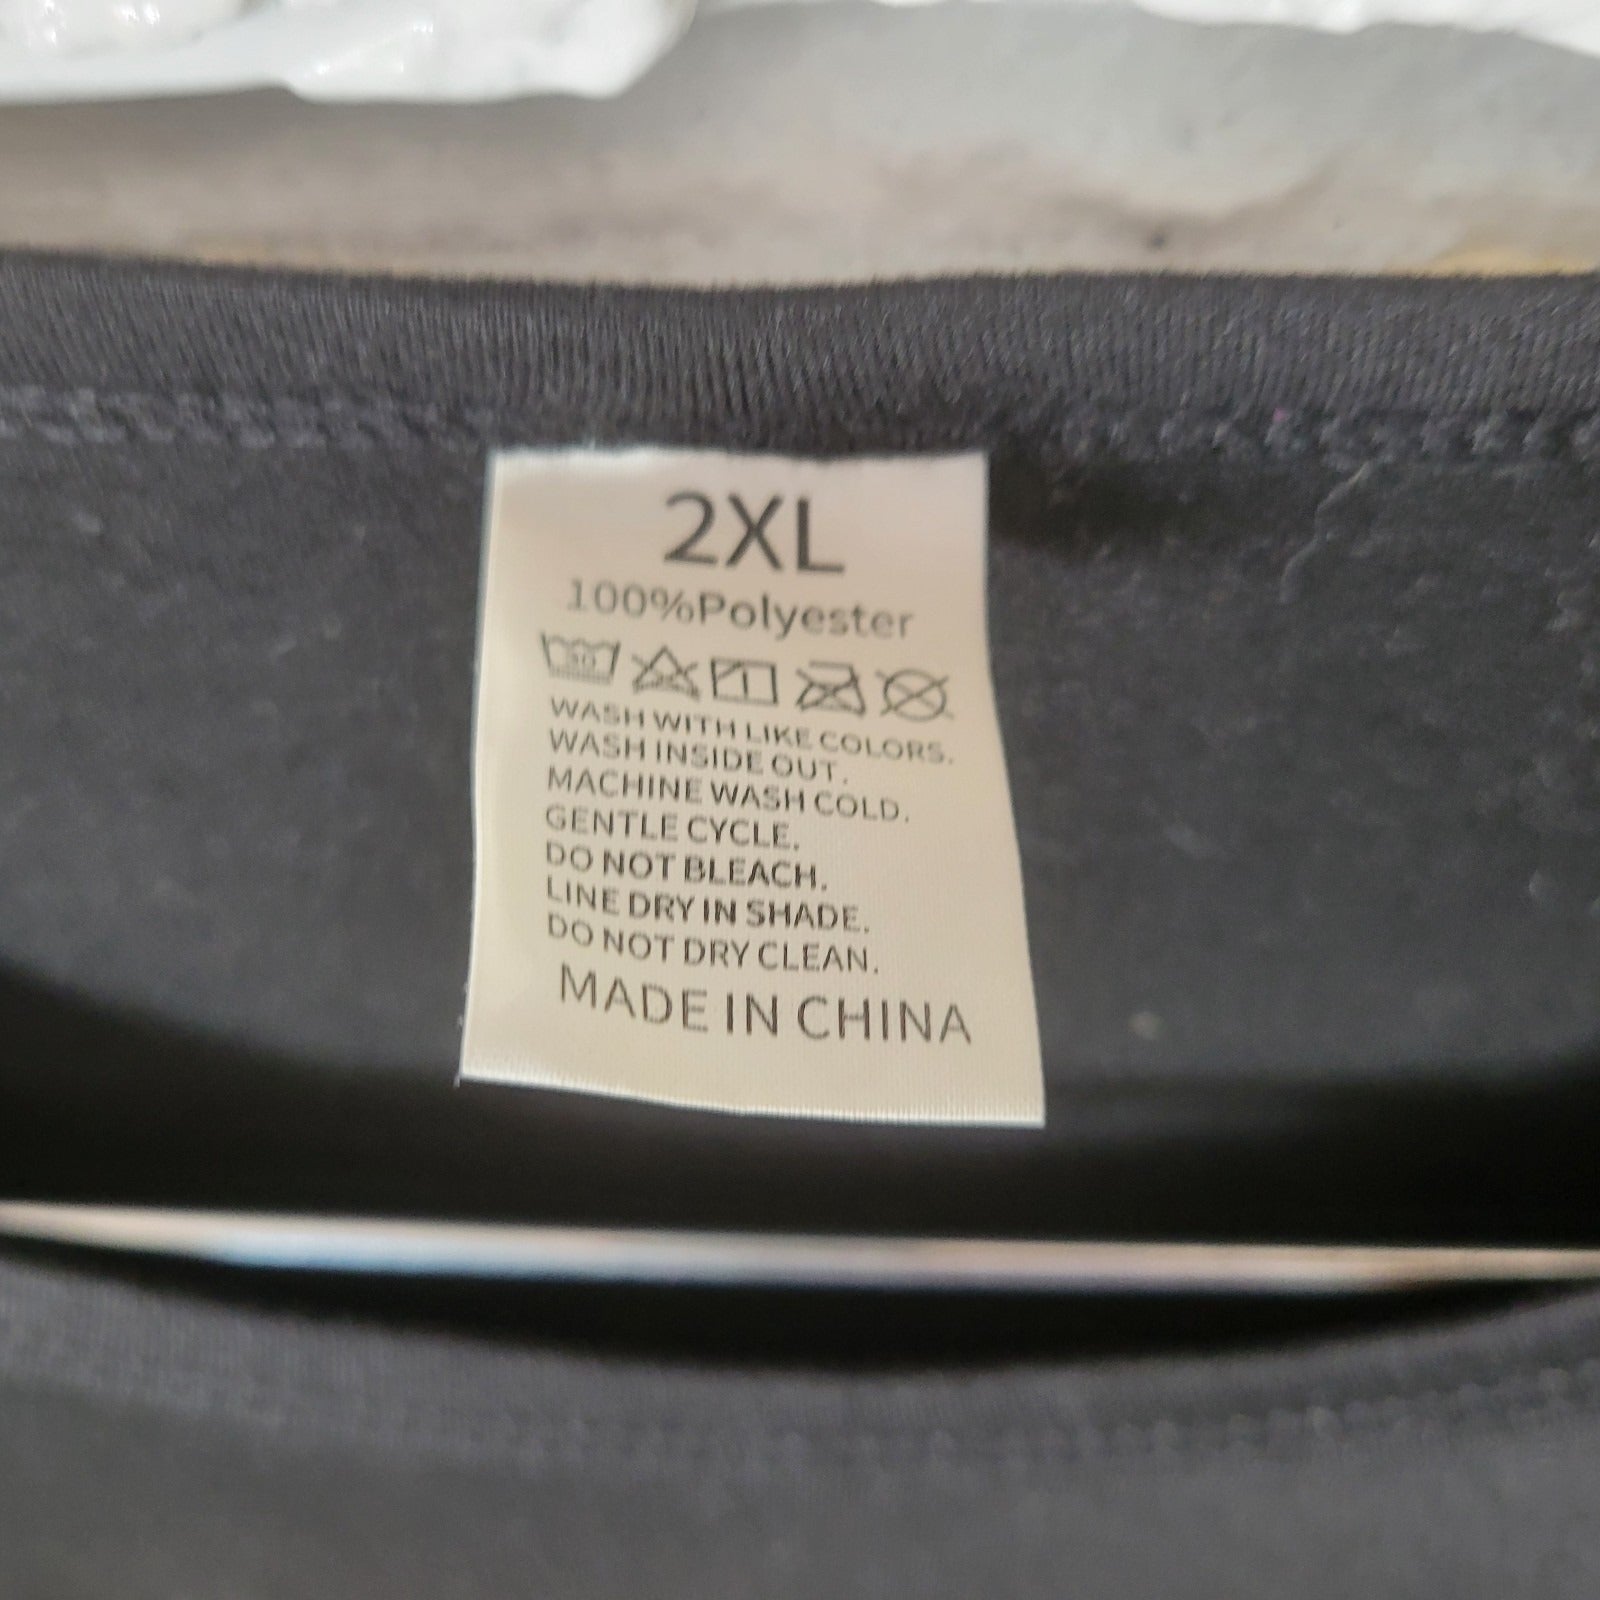 2XL
100%Polyester
30
WASH WITH LIKE COLORS.
WASH INSIDE OUT.
MACHINE WASH COLD.
GENTLE CYCLE.
DO NOT BLEACH.
LINE DRY IN SHADE.
DO NOT DRY CLEAN.
MADE IN CHINA